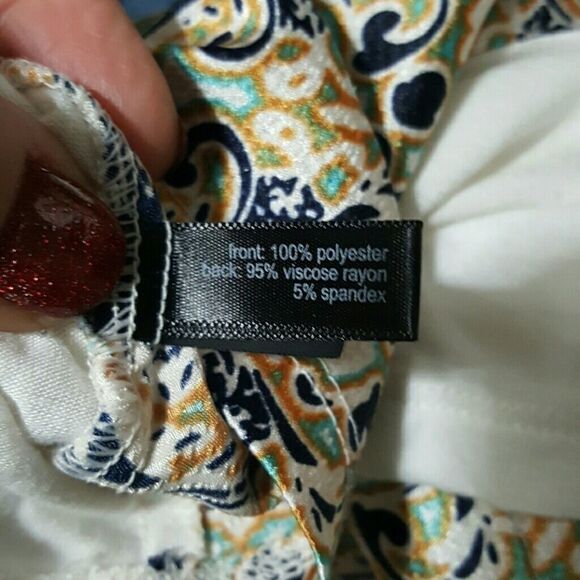 front: 100% polyester
back: 95% viscose rayon
5% spandex